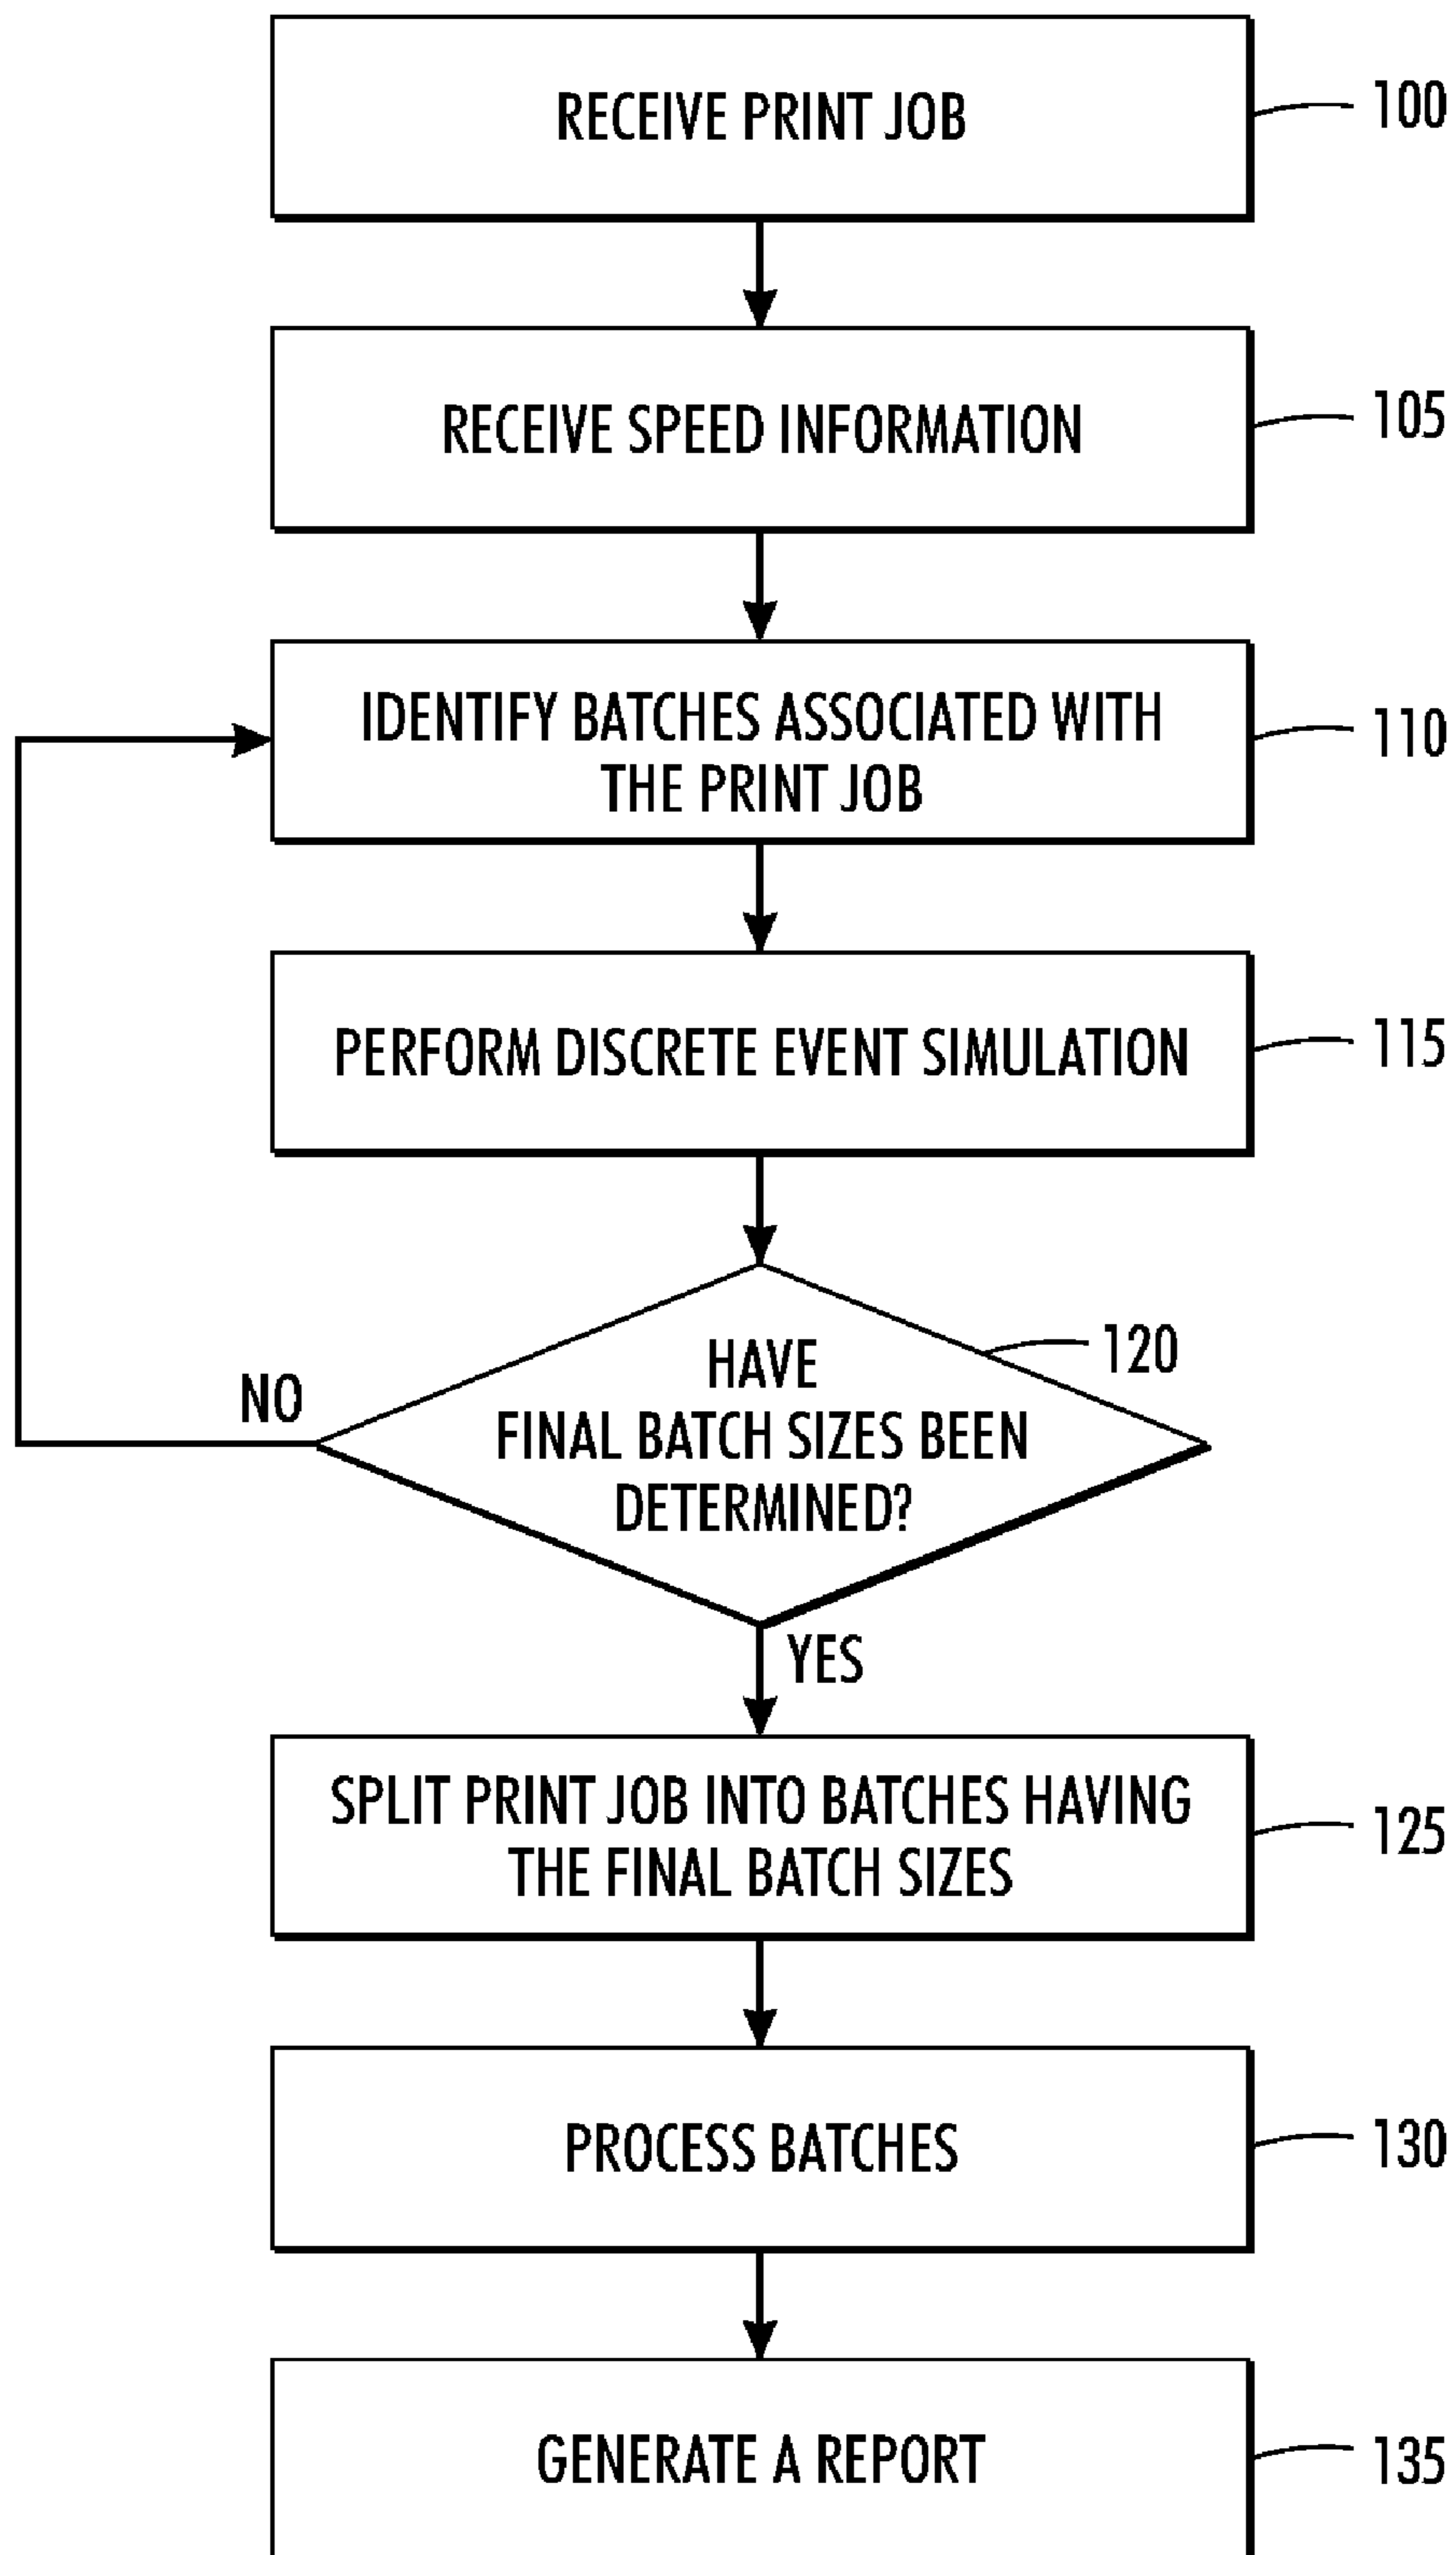 RECEIVE PRINT JOB
100
RECEIVE SPEED INFORMATION
105
IDENTIFY BATCHES ASSOCIATED WITH
THE PRINT JOB
110
PERFORM DISCRETE EVENT SIMULATION
115
HAVE
FINAL BATCH SIZES BEEN
DETERMINED?
120
NO
YES
SPLIT PRINT JOB INTO BATCHES HAVING
THE FINAL BATCH SIZES
125
PROCESS BATCHES
130
GENERATE A REPORT
135